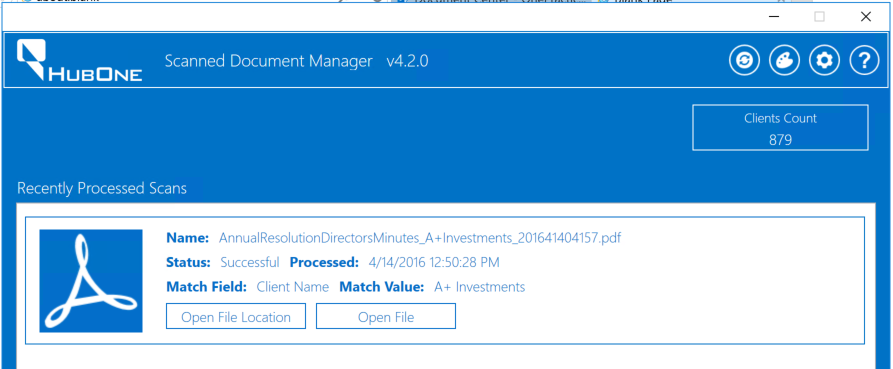 HUBONE
Scanned Document Manager v4.2.0
?
Clients Count
879
Recently Processed Scans
Name: AnnualResolutionDirectorsMinutes_A+Investments_201641404157.pdf
Status: Successful Processed: 4/14/2016 12:50:28 PM
Match Field: Client Name Match Value: A+ Investments
Open File Location Open File